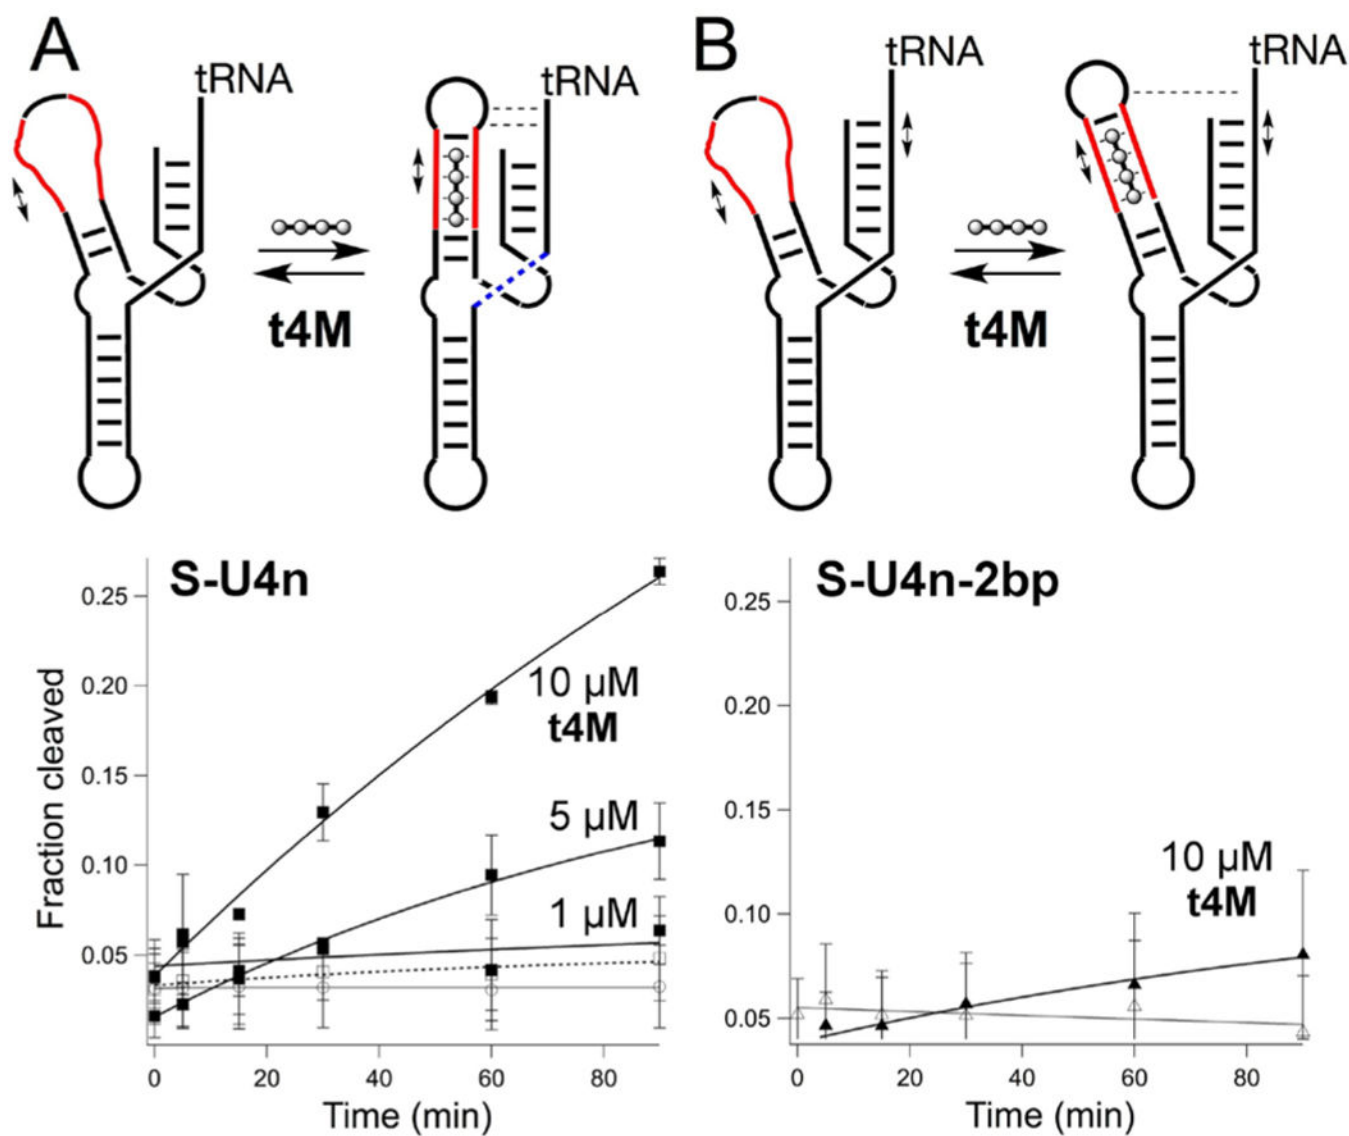 A
tRNA
tRNA
t4M
B
tRNA
tRNA
t4M
S-U4n
0.25
0.20
0.15
0.10
0.05
Fraction cleaved
10 µM
t4M
5 µM
1 µM
0 20 40 60 80
Time (min)
S-U4n-2bp
0.25
0.20
0.15
0.10
0.05
10 µM
t4M
0 20 40 60 80
Time (min)